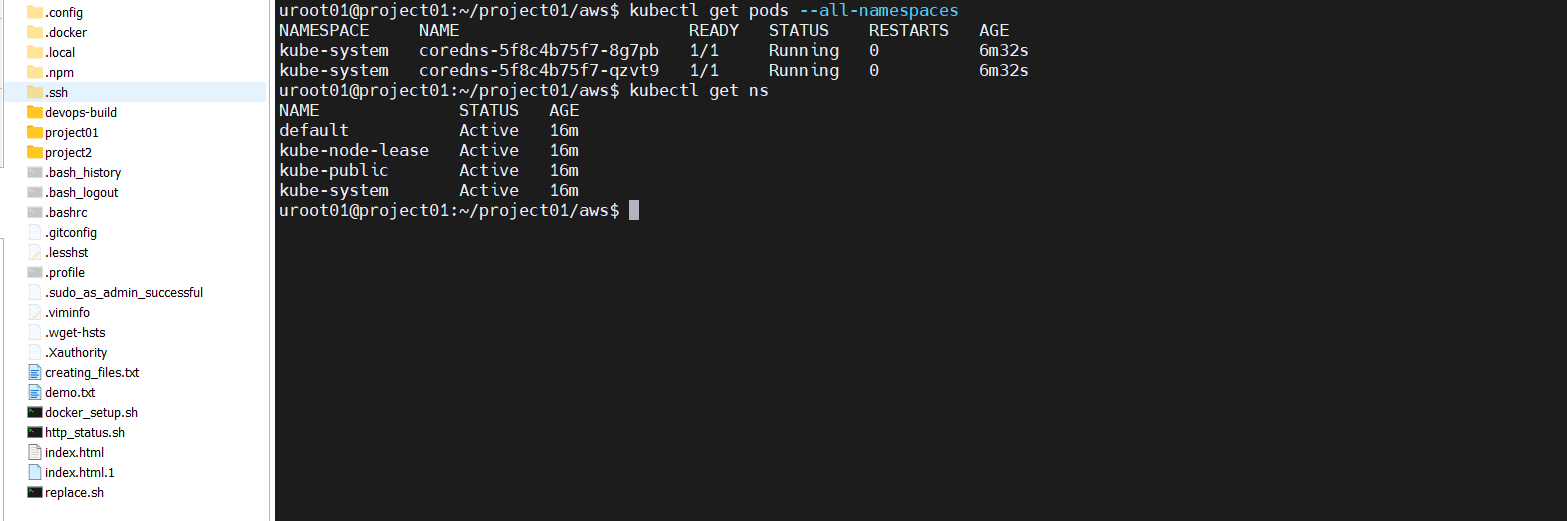 .config
.docker
.local
.npm
.ssh
devops-build
project01
project2
.bash_history
.bash_logout
.bashrc
.gitconfig
.lesshst
.profile
.sudo_as_admin_successful
.viminfo
.wget-hsts
.Xauthority
creating_files.txt
demo.txt
docker_setup.sh
http_status.sh
index.html
index.html.1
replace.sh
uroot01@project01:~/project01/aws$ kubectl get pods --all-namespaces
NAMESPACE     NAME                       READY   STATUS    RESTARTS   AGE
kube-system   coredns-5f8c4b75f7-8g7pb   1/1     Running   0          6m32s
kube-system   coredns-5f8c4b75f7-qzvt9   1/1     Running   0          6m32s
uroot01@project01:~/project01/aws$ kubectl get ns
NAME              STATUS   AGE
default           Active   16m
kube-node-lease   Active   16m
kube-public       Active   16m
kube-system       Active   16m
uroot01@project01:~/project01/aws$